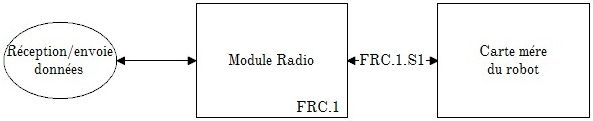 Réception/envoie
données
Module Radio
FRC.1
FRC.1.S1
Carte mére
du robot